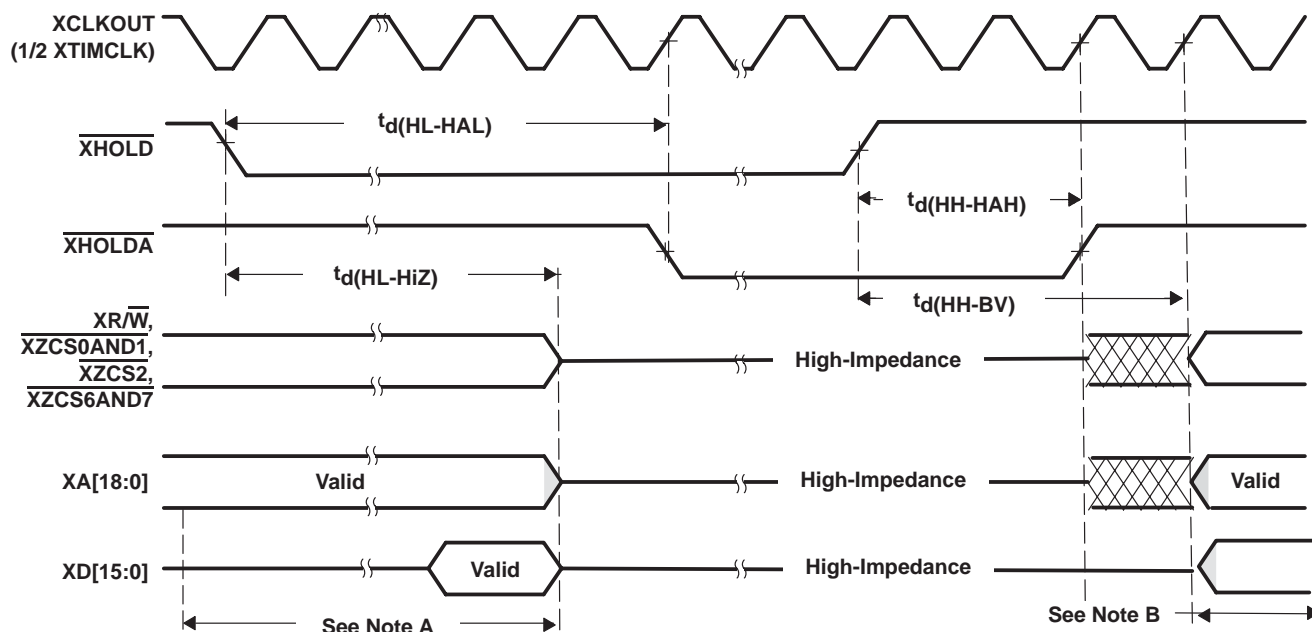 XCLKOUT
(1/2 XTIMCLK)
XHOLD
td(HL-HAL)
td(HH-HAH)
XHOLDA
td(HL-HiZ)
td(HH-BV)
XR/W,
XZCS0AND1,
XZCS2,
XZCS6AND7
High-Impedance
XA[18:0]
Valid
High-Impedance
Valid
XD[15:0]
Valid
High-Impedance
See Note A
See Note B